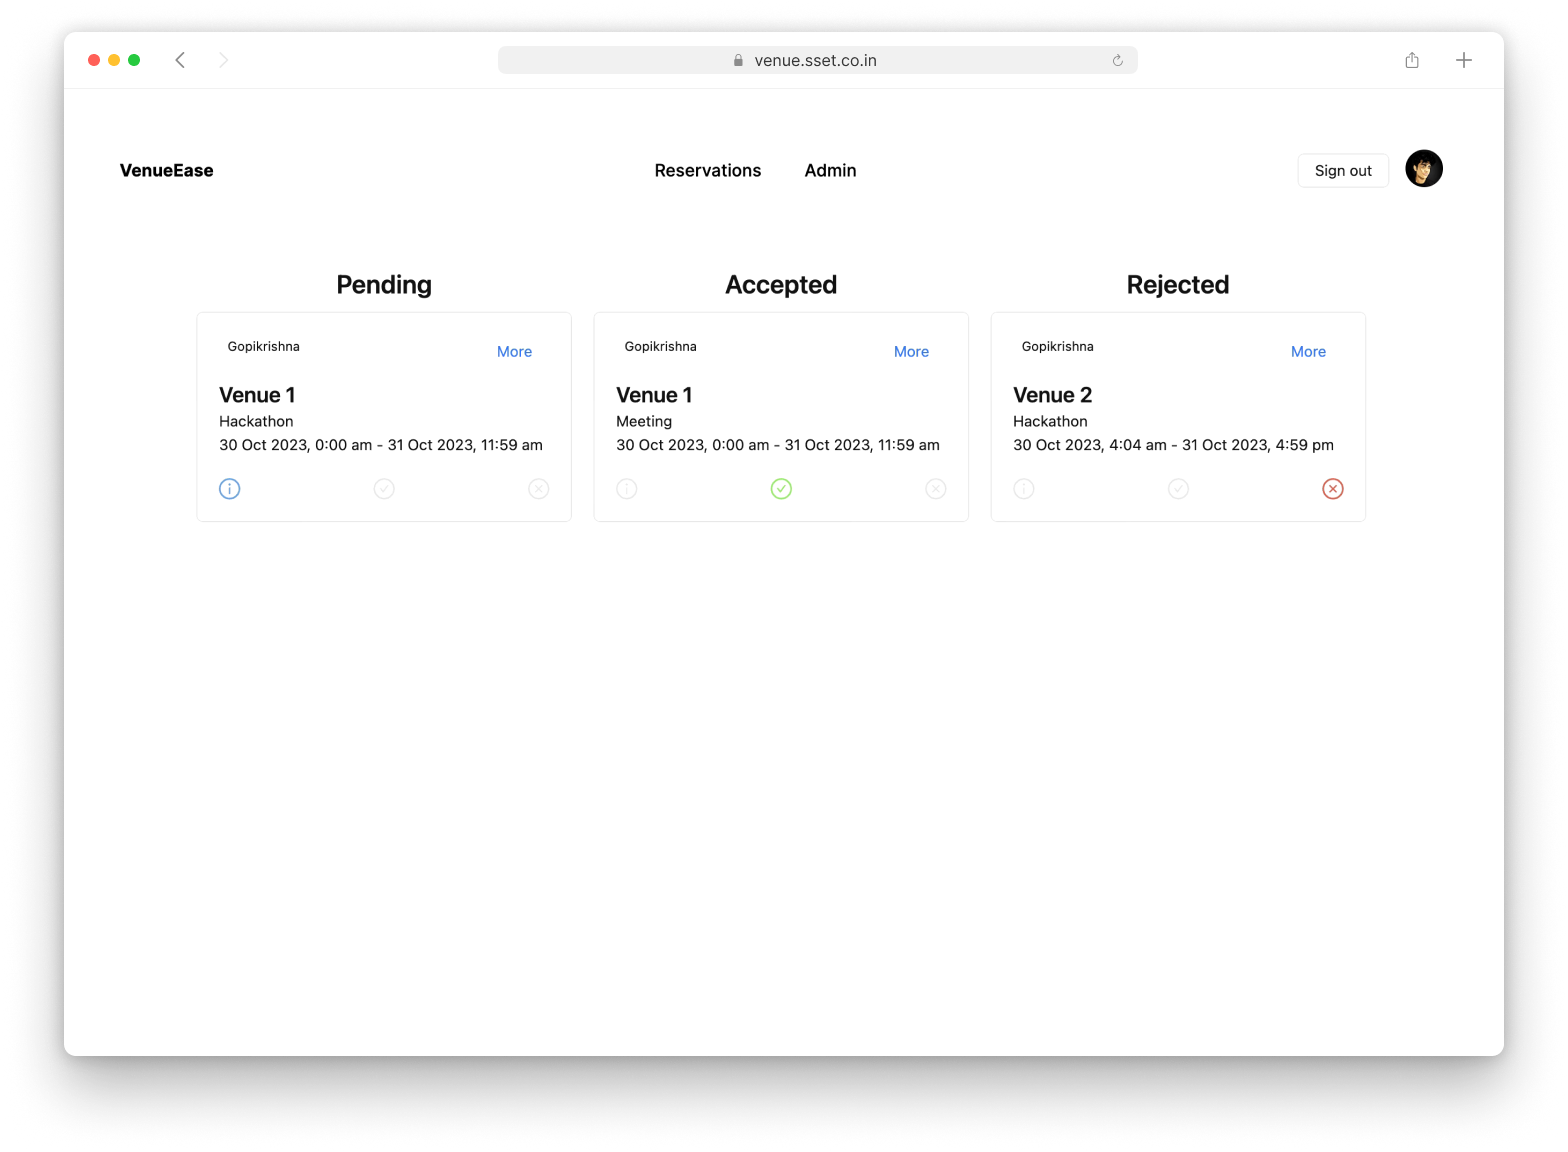 venue.sset.co.in
VenueEase
Reservations
Admin
Sign out
Pending
Gopikrishna
More
Venue 1
Hackathon
30 Oct 2023, 0:00 am - 31 Oct 2023, 11:59 am
Accepted
Gopikrishna
More
Venue 1
Meeting
30 Oct 2023, 0:00 am - 31 Oct 2023, 11:59 am
Rejected
Gopikrishna
More
Venue 2
Hackathon
30 Oct 2023, 4:04 am - 31 Oct 2023, 4:59 pm